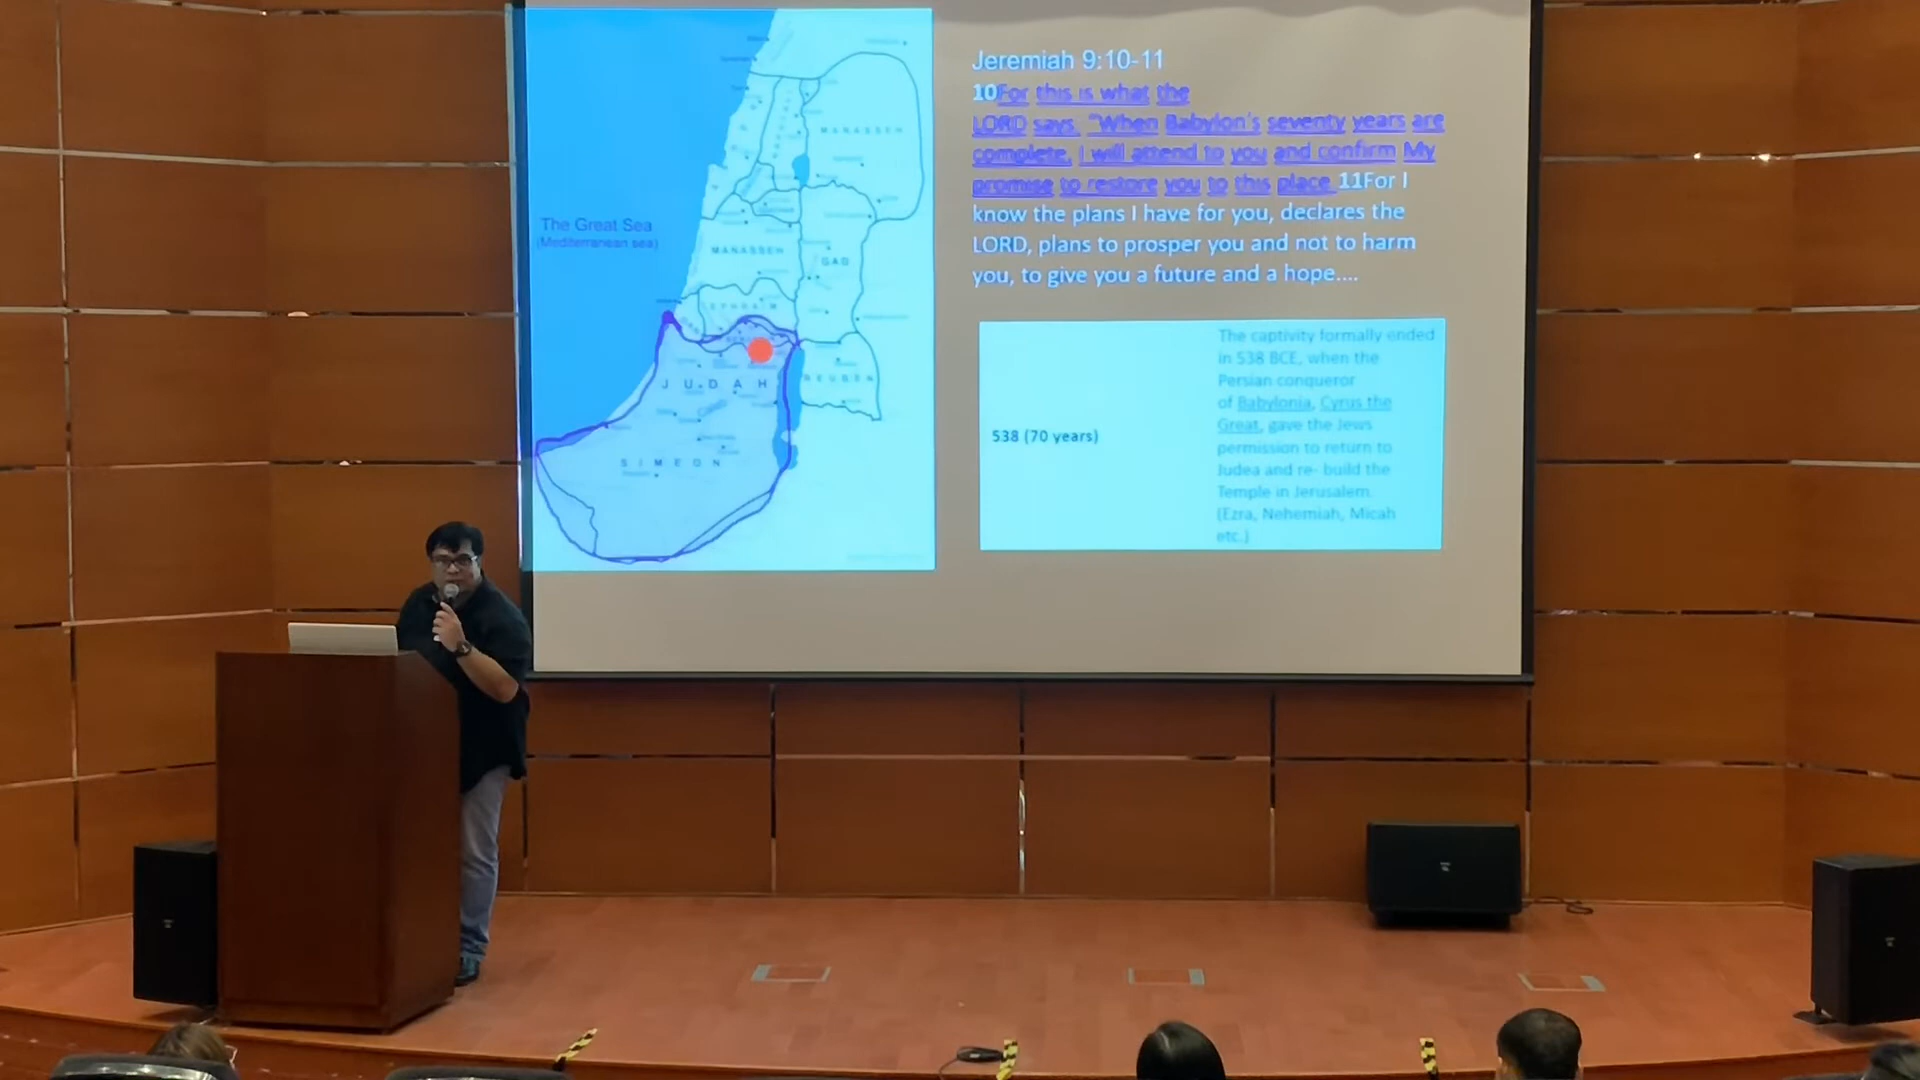 Jeremiah 9:10-11
10For this is what the
LORD says, "When Babylon's seventy years are
complete, I will attend to you and confirm My
promise to restore you to this place 11For I
know the plans I have for you, declares the
LORD, plans to prosper you and not to harm
you, to give you a future and a hope....
The Great Sea
(Mediterranean sea)
MANASSEH
MANASSEH
GAD
EPHRAIM
JUDAH
REUBEN
SIMEON
538 (70 years)
The captivity formally ended
in 538 BCE, when the
Persian conqueror
of Babylonia, Cyrus the
Great, gave the Jews
permission to return to
Judea and re- build the
Temple in Jerusalem.
(Ezra, Nehemiah, Micah
etc.)